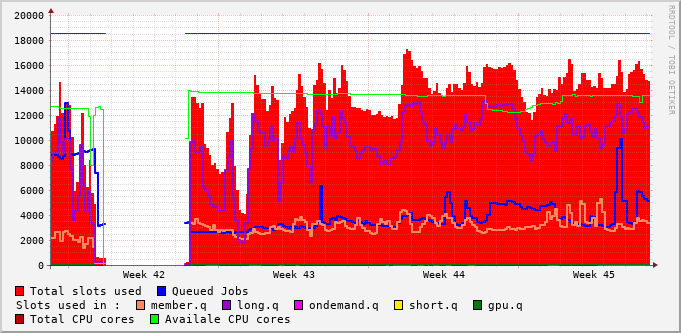 20000
18000
16000
14000
12000
10000
8000
6000
4000
2000
0
Week 42 Week 43 Week 44 Week 45
RRDTOOL / TOBI OETIKER
Total slots used Queued Jobs
Slots used in : member.q long.q ondemand.q short.q gpu.q
Total CPU cores Availale CPU cores